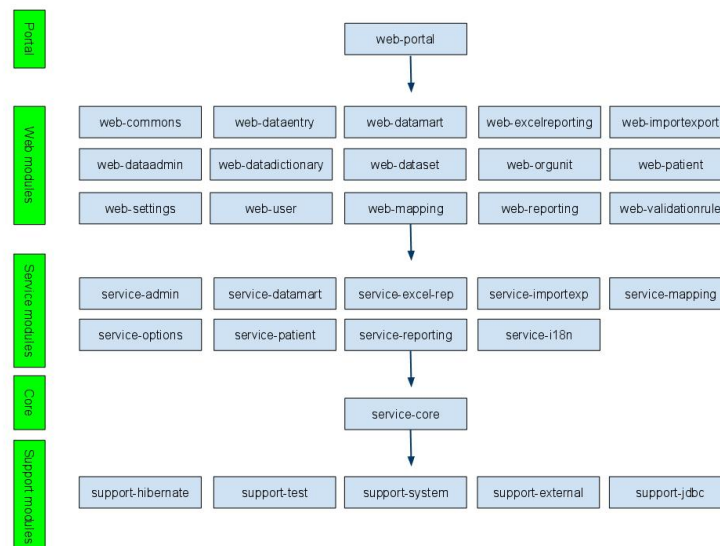 Portal
web-portal
Web modules
web-commons web-dataentry web-datamart web-excelreporting web-importexport
web-dataadmin web-datadictionary web-dataset web-orgunit web-patient
web-settings web-user web-mapping web-reporting web-validationrule
Service modules
service-admin service-datamart service-excel-rep service-importexp service-mapping
service-options service-patient service-reporting service-i18n
Core
service-core
Support modules
support-hibernate support-test support-system support-external support-jdbc